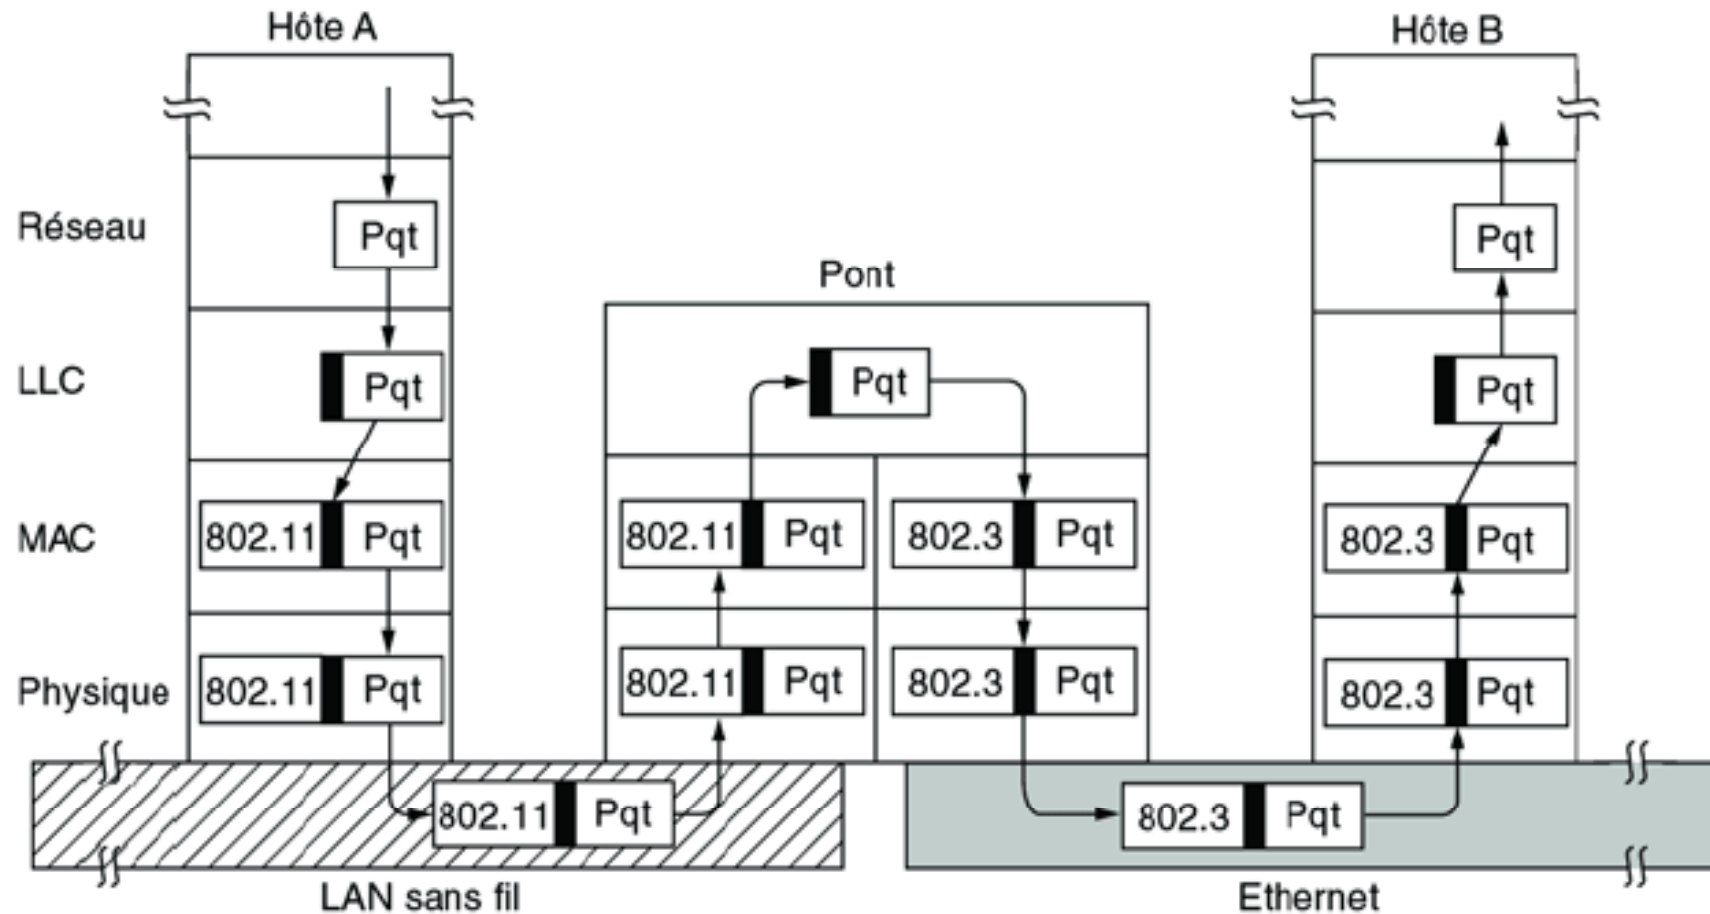 Hôte A
Hôte B
Réseau
Pqt
Pqt
Pont
LLC
Pqt
Pqt
Pqt
MAC
802.11 Pqt
802.11 Pqt
802.3 Pqt
802.3 Pqt
Physique
802.11 Pqt
802.11 Pqt
802.3 Pqt
802.3 Pqt
802.11 Pqt
802.3 Pqt
LAN sans fil
Ethernet